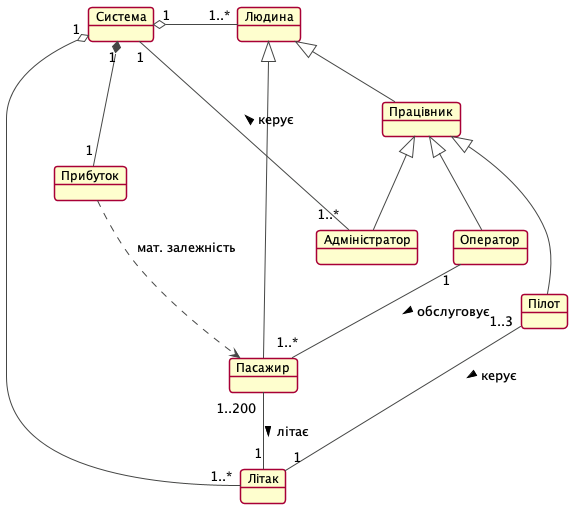 Система
1
1
1..*
Людина
1
1
Працівник
керує
1
Прибуток
1..*
Адміністратор
Оператор
мат. залежність
1
Пілот
обслуговує
1..3
1..*
Пасажир
керує
1..200
літає
1
1
1..*
Літак